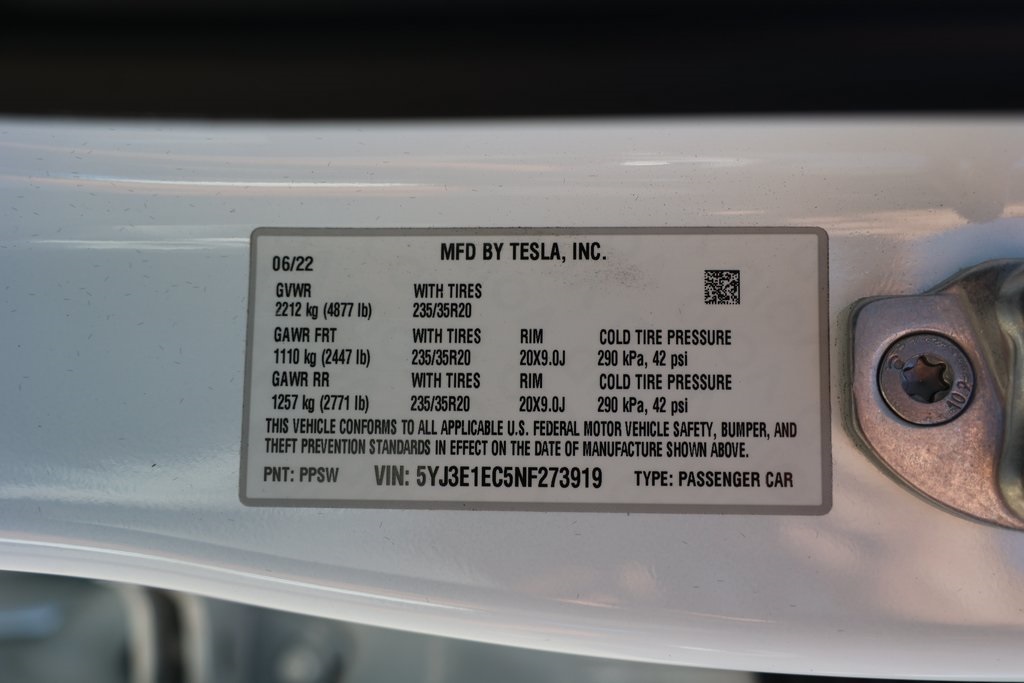 MFD BY TESLA, INC.
06/22
GVWR WITH TIRES
2212 kg (4877 lb) 235/35R20
GAWR FRT WITH TIRES RIM COLD TIRE PRESSURE
1110 kg (2447 lb) 235/35R20 20X9.0J 290 kPa, 42 psi
GAWR RR WITH TIRES RIM COLD TIRE PRESSURE
1257 kg (2771 lb) 235/35R20 20X9.0J 290 kPa, 42 psi
THIS VEHICLE CONFORMS TO ALL APPLICABLE U.S. FEDERAL MOTOR VEHICLE SAFETY, BUMPER, AND
THEFT PREVENTION STANDARDS IN EFFECT ON THE DATE OF MANUFACTURE SHOWN ABOVE.
PNT: PPSW VIN: 5YJ3E1EC5NF273919 TYPE: PASSENGER CAR